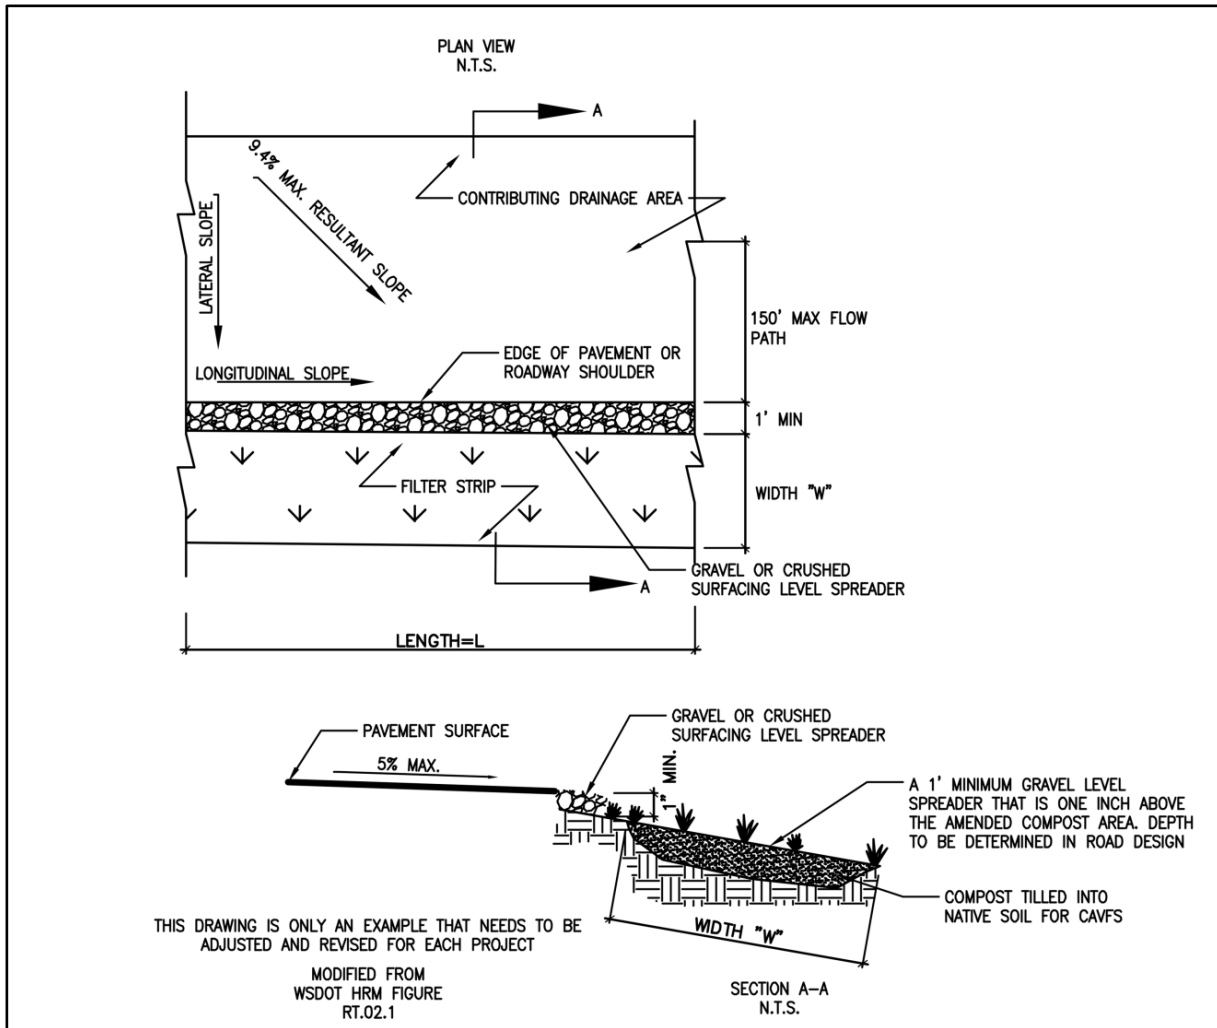 PLAN VIEW
N.T.S.
A
9.4% MAX. RESULTANT SLOPE
CONTRIBUTING DRAINAGE AREA
LATERAL SLOPE
150' MAX FLOW
PATH
EDGE OF PAVEMENT OR
ROADWAY SHOULDER
LONGITUDINAL SLOPE
1' MIN
FILTER STRIP
WIDTH "W"
GRAVEL OR CRUSHED
SURFACING LEVEL SPREADER
A
LENGTH=L
PAVEMENT SURFACE
5% MAX.
GRAVEL OR CRUSHED
SURFACING LEVEL SPREADER
1" MIN.
A 1' MINIMUM GRAVEL LEVEL
SPREADER THAT IS ONE INCH ABOVE
THE AMENDED COMPOST AREA. DEPTH
TO BE DETERMINED IN ROAD DESIGN
COMPOST TILLED INTO
NATIVE SOIL FOR CAVFS
WIDTH "W"
THIS DRAWING IS ONLY AN EXAMPLE THAT NEEDS TO BE
ADJUSTED AND REVISED FOR EACH PROJECT
MODIFIED FROM
WSDOT HRM FIGURE
RT.02.1
SECTION A–A
N.T.S.